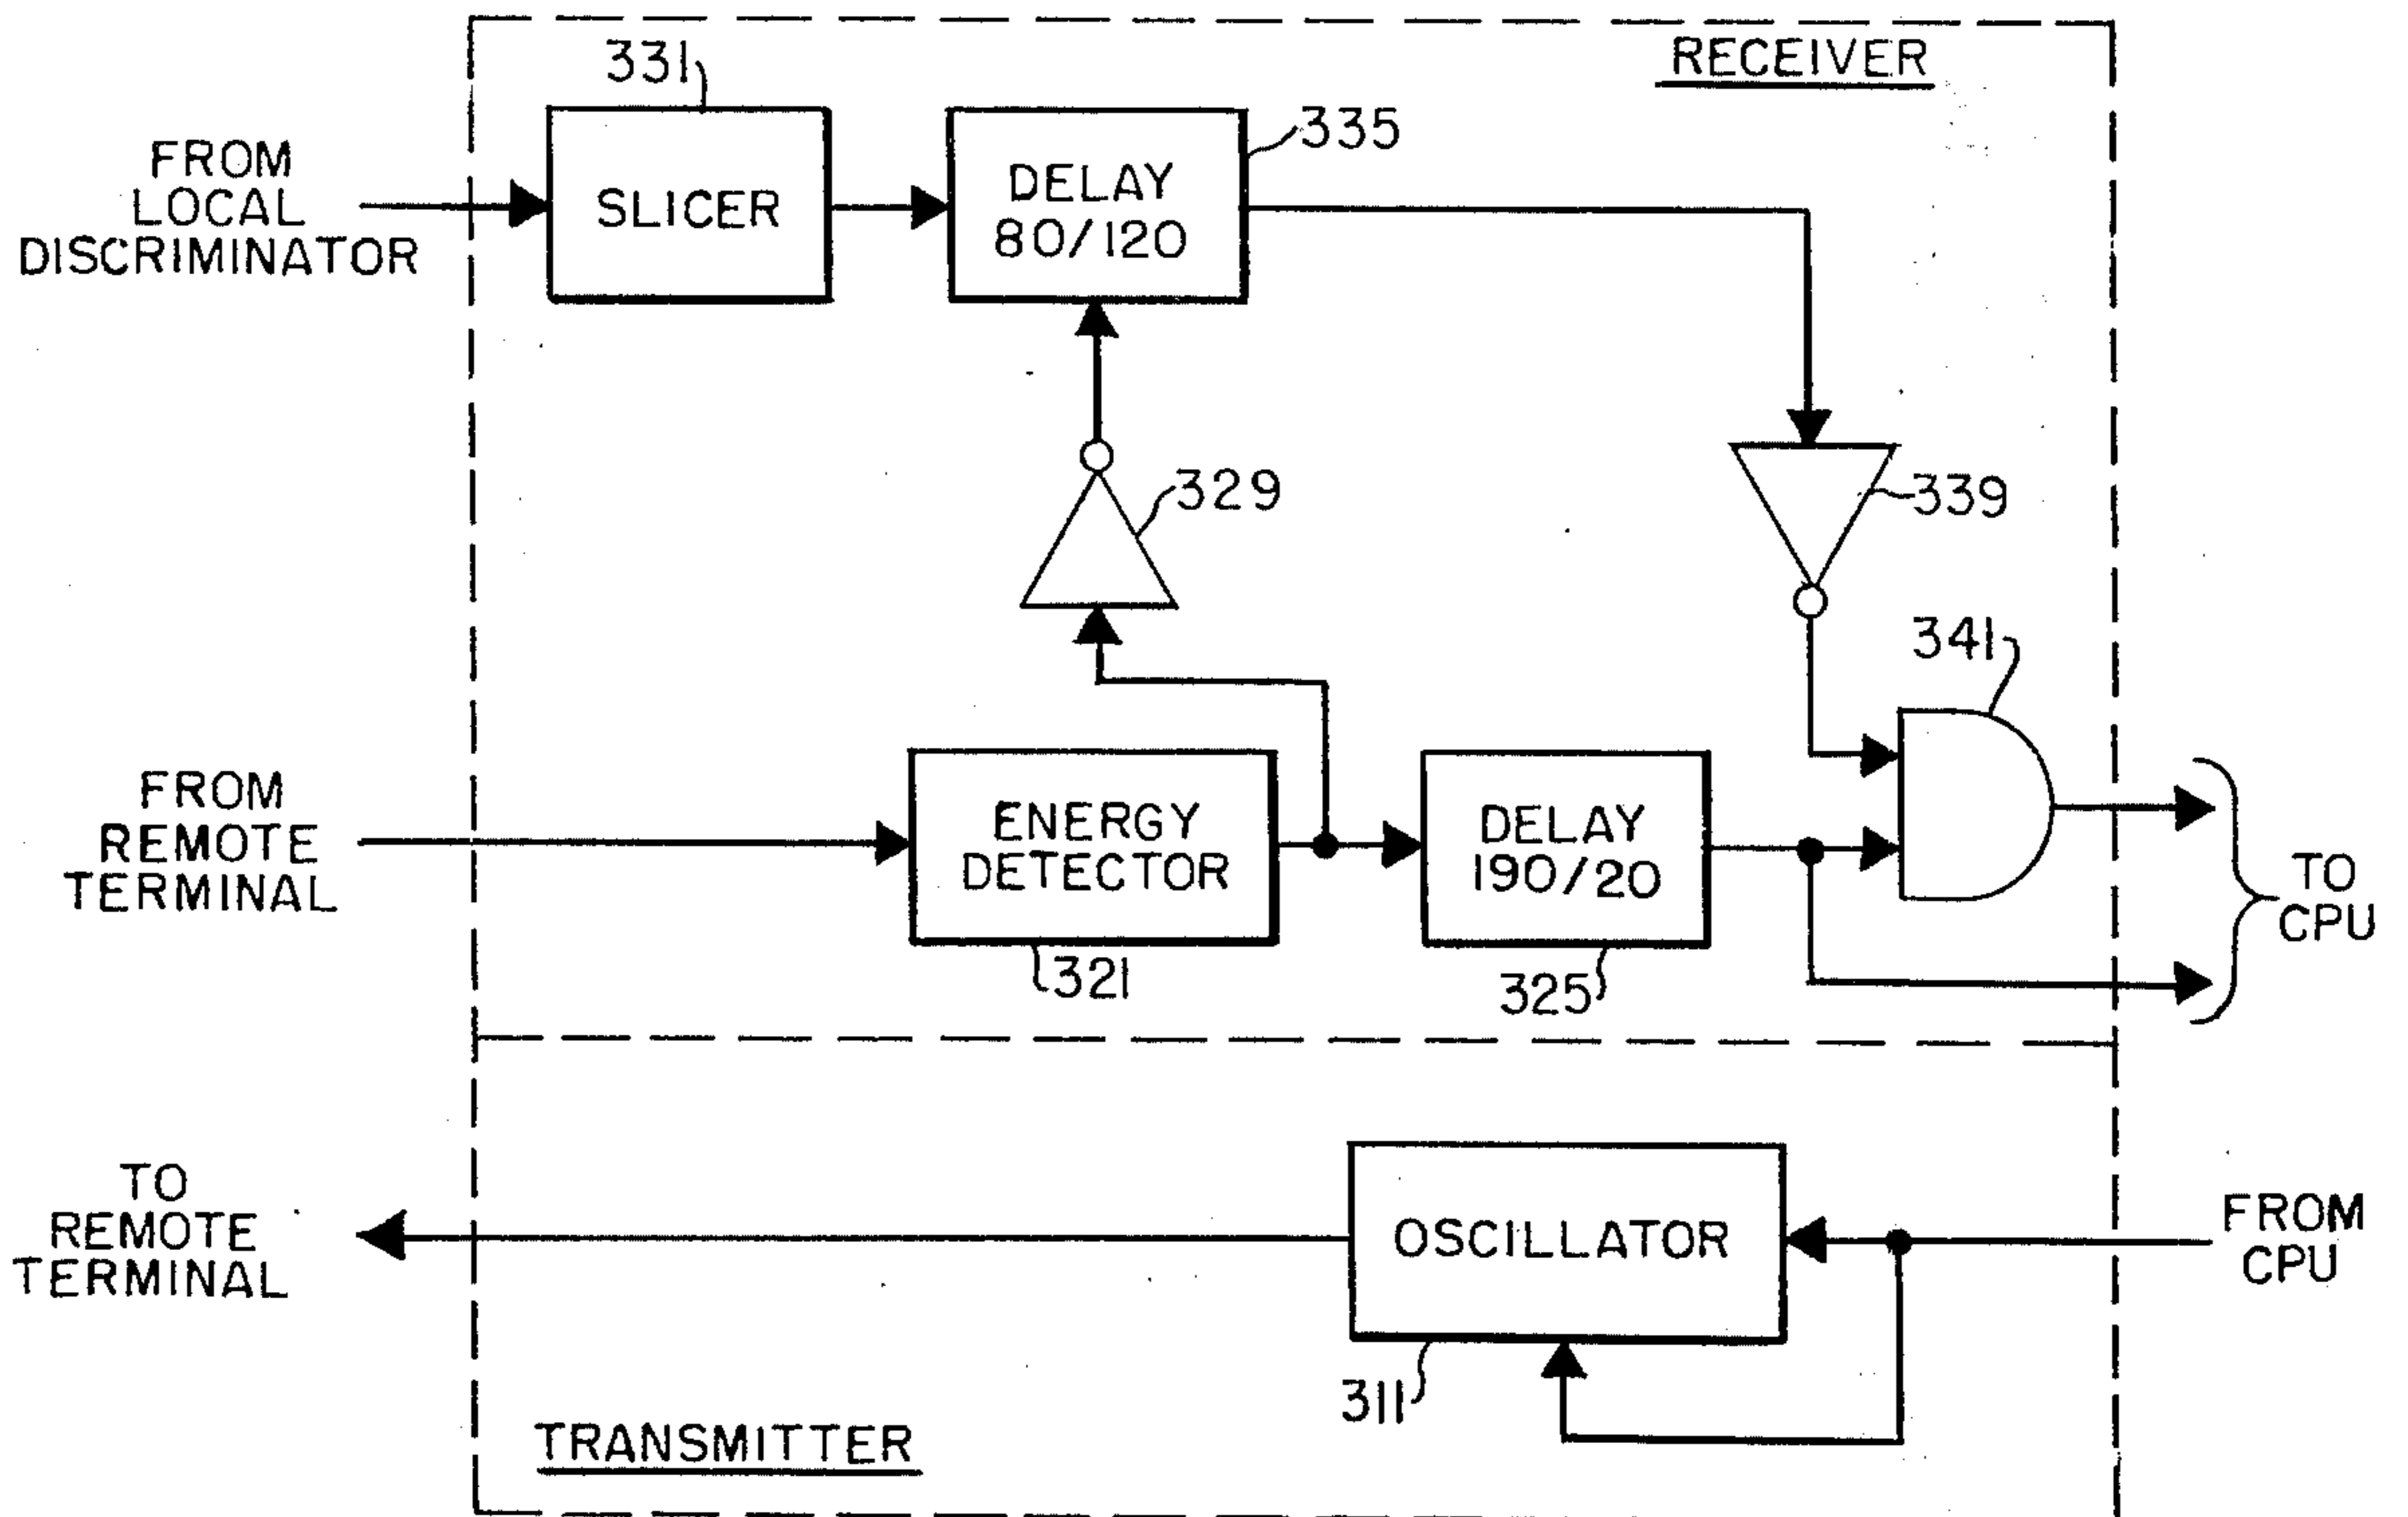 RECEIVER
331
FROM
LOCAL
DISCRIMINATOR
SLICER
DELAY
80/120
335
329
339
341
FROM
REMOTE
TERMINAL
ENERGY
DETECTOR
321
DELAY
190/20
325
TO
CPU
TO
REMOTE
TERMINAL
OSCILLATOR
311
FROM
CPU
TRANSMITTER